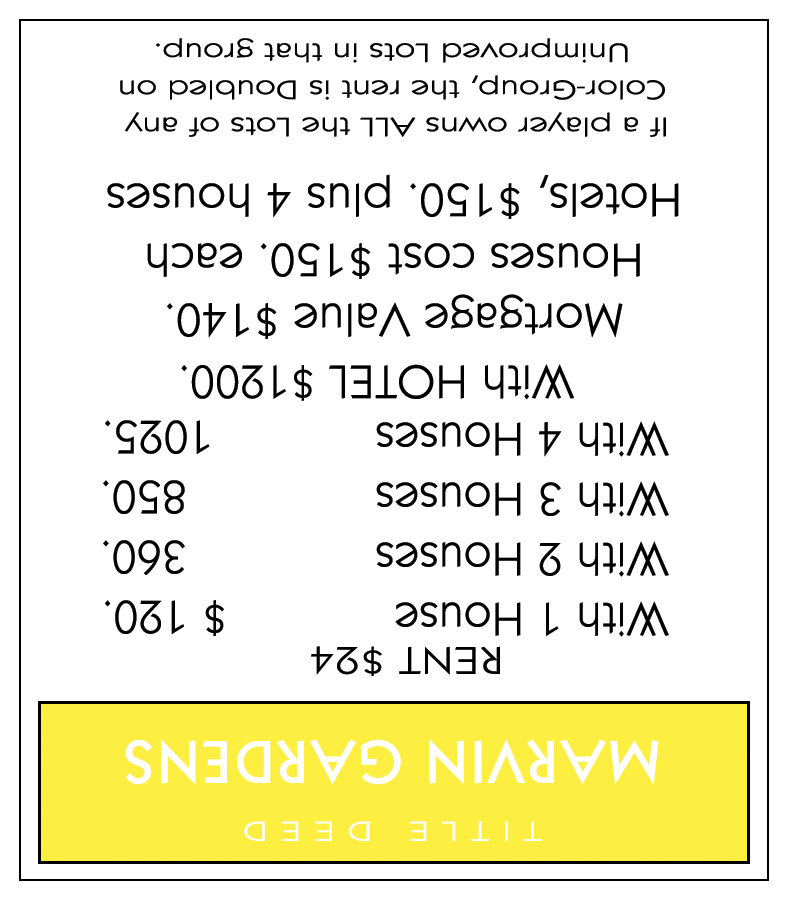 TITLE DEED
MARVIN GARDENS
RENT $24
With 1 House $ 120.
With 2 Houses 360.
With 3 Houses 850.
With 4 Houses 1025.
With HOTEL $1200.
Mortgage Value $140.
Houses cost $150. each
Hotels, $150. plus 4 houses
If a player owns ALL the Lots of any
Color-Group, the rent is Doubled on
Unimproved Lots in that group.